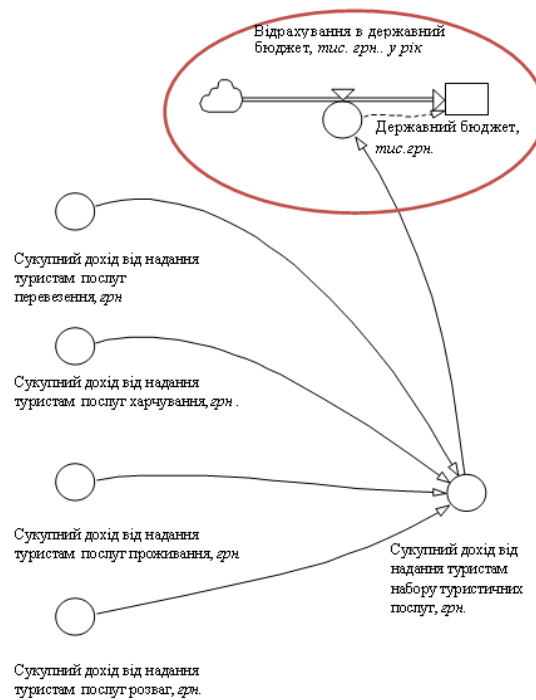 Відрахування в державний
бюджет, тис. грн.. у рік
Державний бюджет,
тис.грн.
Сукупний дохід від надання
туристам послуг
перевезення, грн
Сукупний дохід від надання
туристам послуг харчування, грн .
Сукупний дохід від надання
туристам послуг проживання, грн
Сукупний дохід від
надання туристам
набору туристичних
послуг, грн.
Сукупний дохід від надання
туристам послуг розваг, грн.